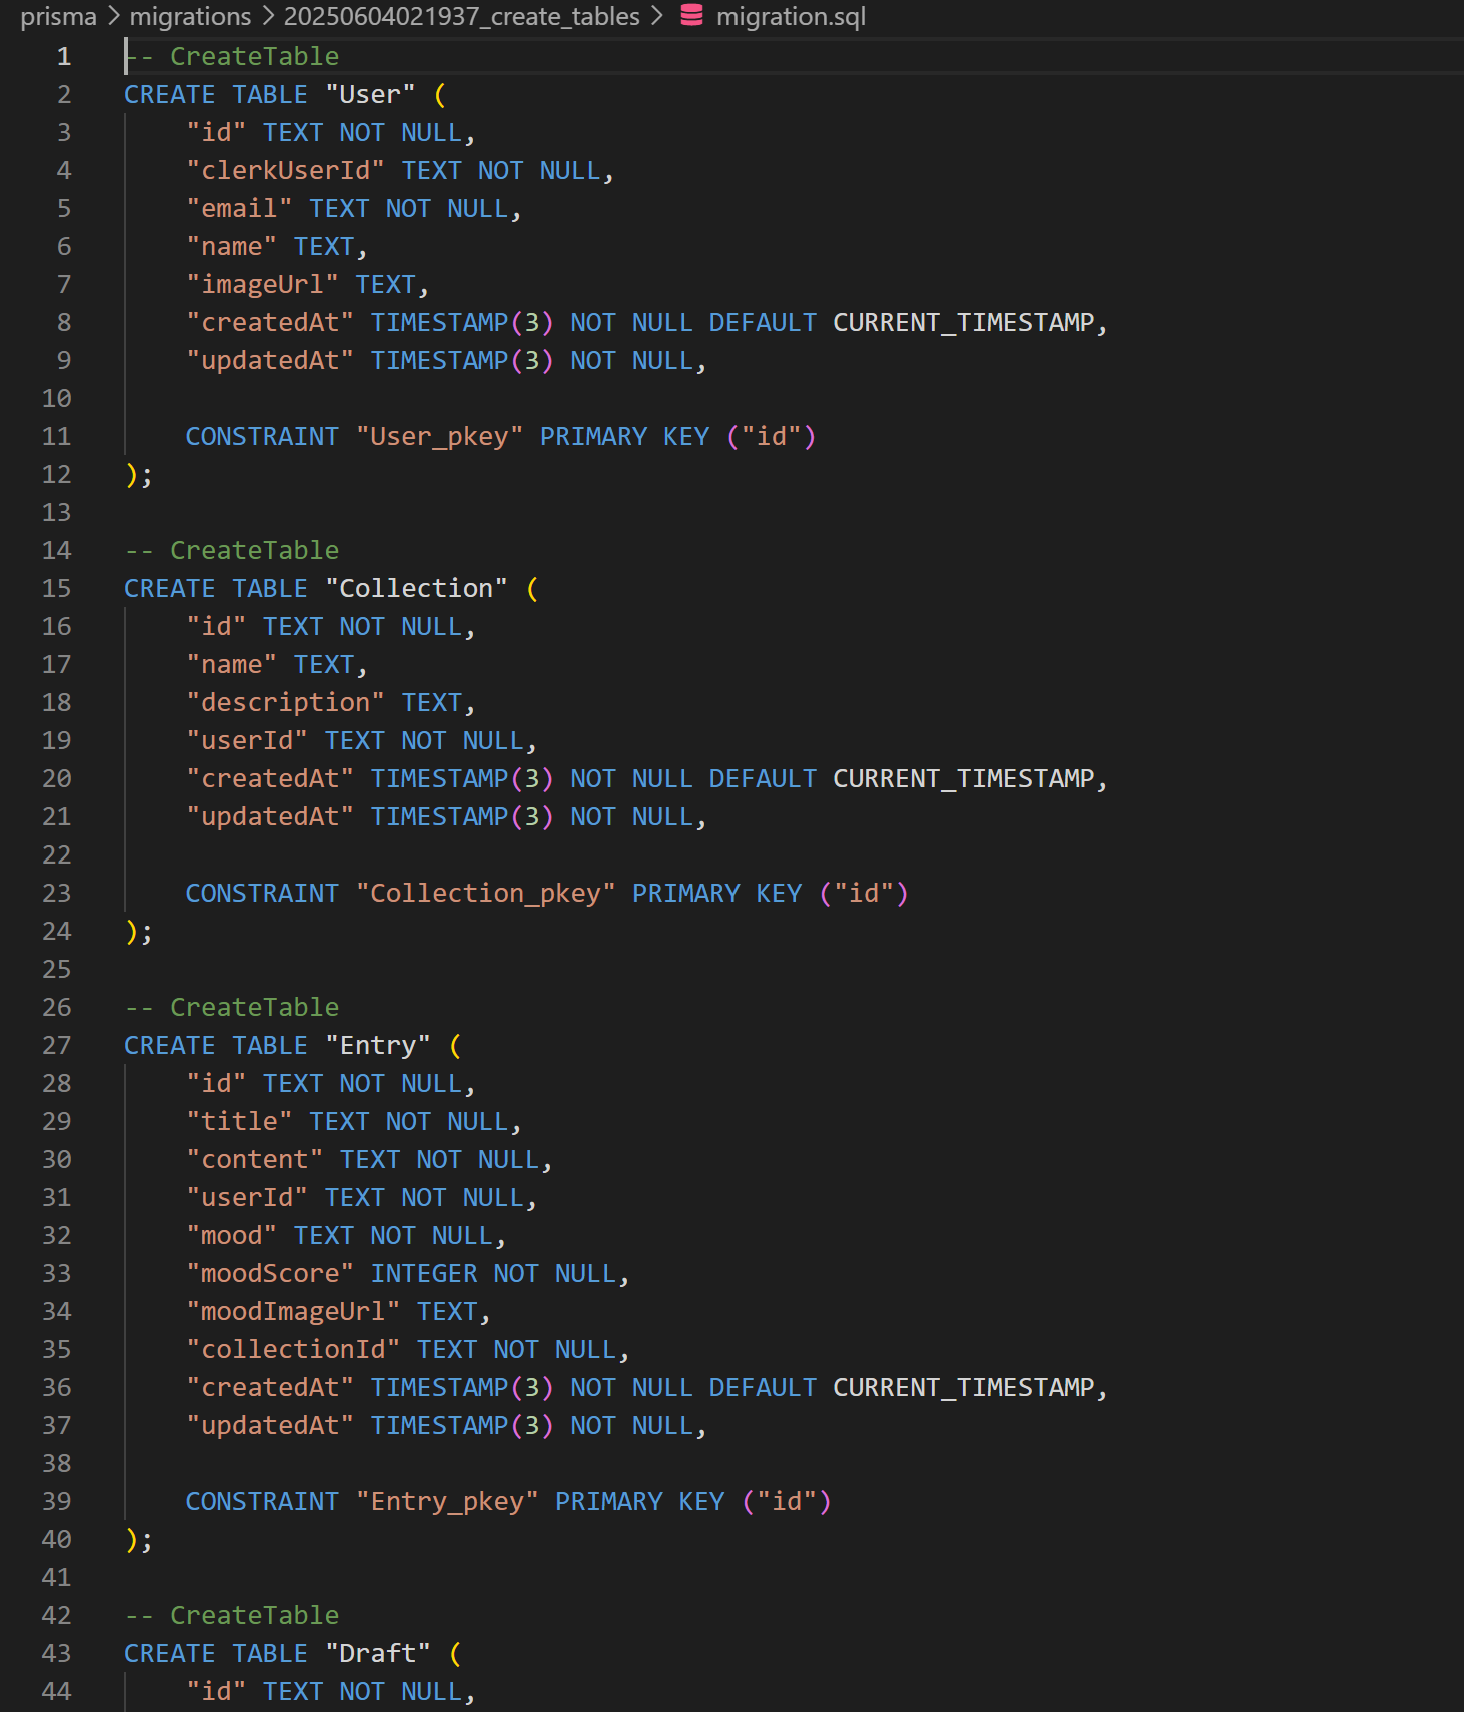 prisma > migrations > 20250604021937_create_tables > migration.sql
1 -- CreateTable
2 CREATE TABLE "User" (
3     "id" TEXT NOT NULL,
4     "clerkUserId" TEXT NOT NULL,
5     "email" TEXT NOT NULL,
6     "name" TEXT,
7     "imageUrl" TEXT,
8     "createdAt" TIMESTAMP(3) NOT NULL DEFAULT CURRENT_TIMESTAMP,
9     "updatedAt" TIMESTAMP(3) NOT NULL,
10
11     CONSTRAINT "User_pkey" PRIMARY KEY ("id")
12 );
13
14 -- CreateTable
15 CREATE TABLE "Collection" (
16     "id" TEXT NOT NULL,
17     "name" TEXT,
18     "description" TEXT,
19     "userId" TEXT NOT NULL,
20     "createdAt" TIMESTAMP(3) NOT NULL DEFAULT CURRENT_TIMESTAMP,
21     "updatedAt" TIMESTAMP(3) NOT NULL,
22
23     CONSTRAINT "Collection_pkey" PRIMARY KEY ("id")
24 );
25
26 -- CreateTable
27 CREATE TABLE "Entry" (
28     "id" TEXT NOT NULL,
29     "title" TEXT NOT NULL,
30     "content" TEXT NOT NULL,
31     "userId" TEXT NOT NULL,
32     "mood" TEXT NOT NULL,
33     "moodScore" INTEGER NOT NULL,
34     "moodImageUrl" TEXT,
35     "collectionId" TEXT NOT NULL,
36     "createdAt" TIMESTAMP(3) NOT NULL DEFAULT CURRENT_TIMESTAMP,
37     "updatedAt" TIMESTAMP(3) NOT NULL,
38
39     CONSTRAINT "Entry_pkey" PRIMARY KEY ("id")
40 );
41
42 -- CreateTable
43 CREATE TABLE "Draft" (
44     "id" TEXT NOT NULL,